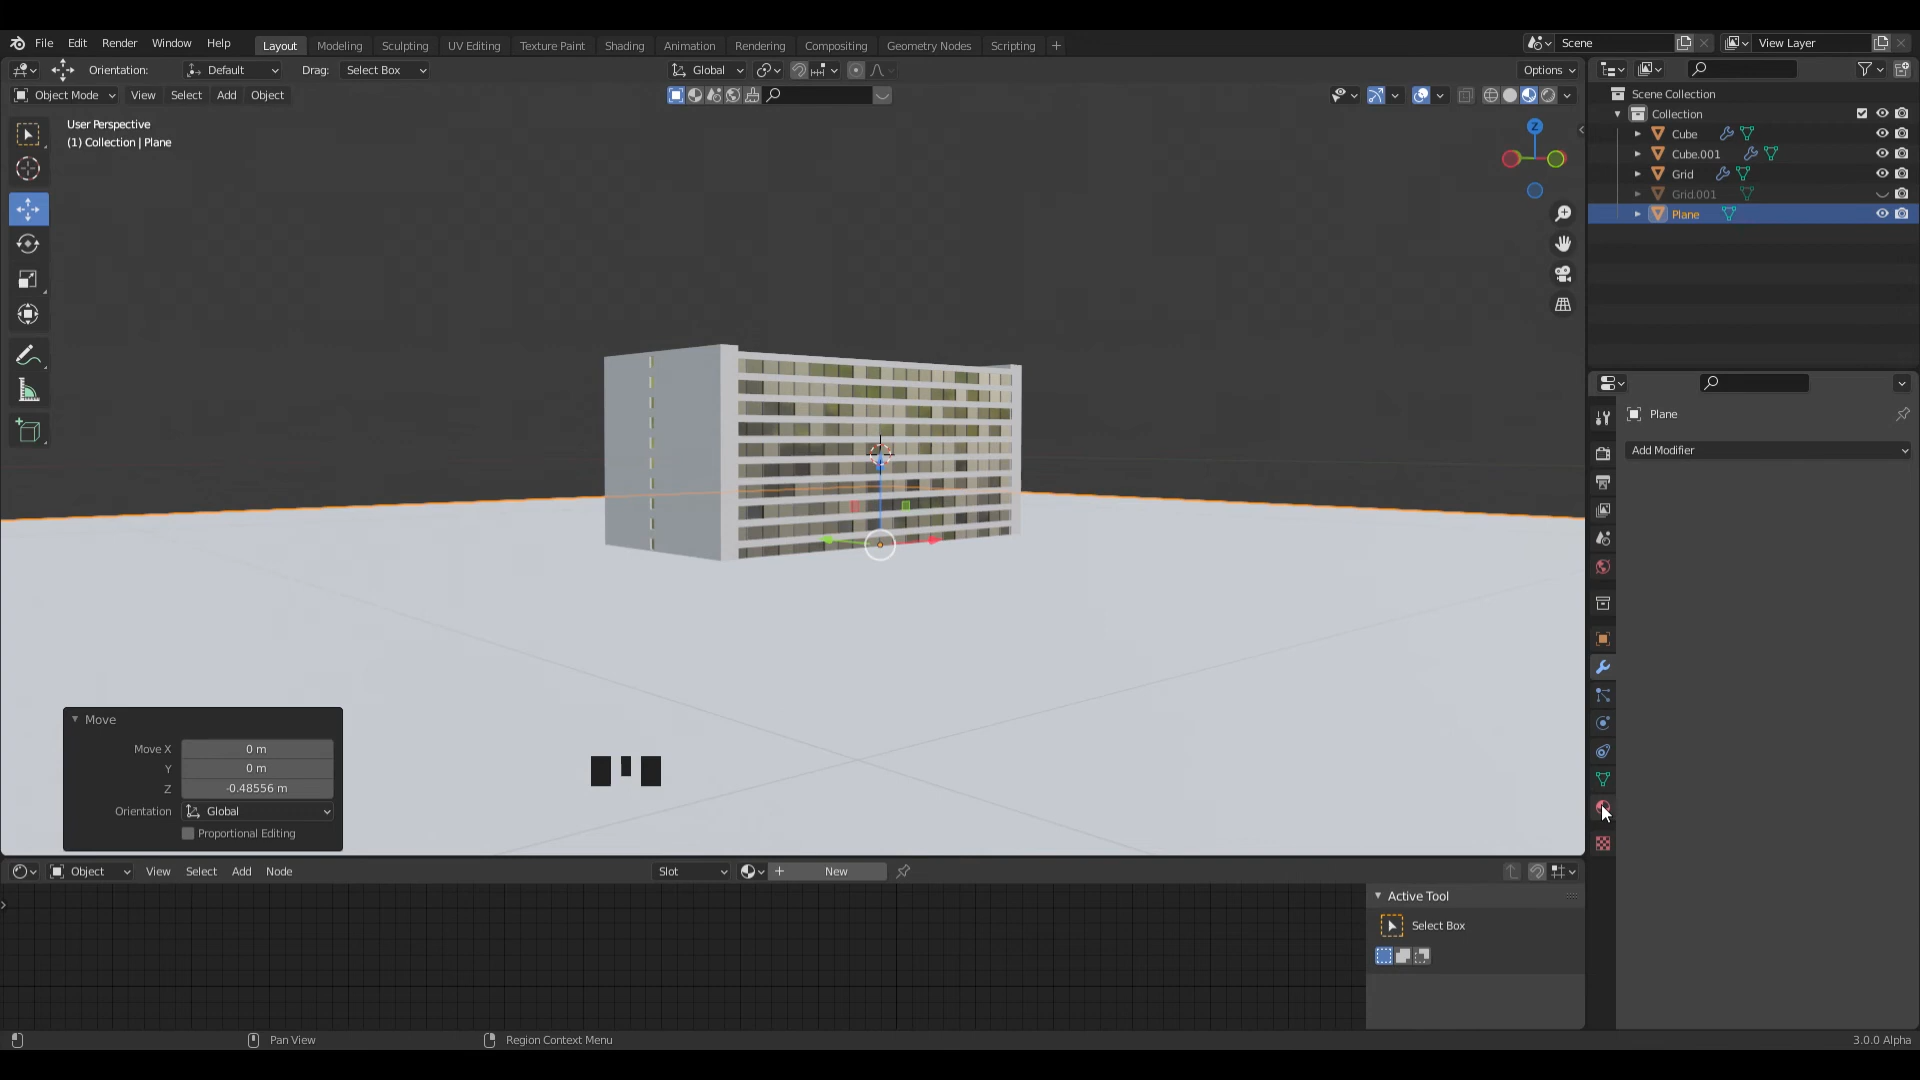 File Edit Render Window Help Layout Modeling Sculpting UV Editing Texture Paint Shading Animation Rendering Compositing Geometry Nodes Scripting + Scene View Layer
Orientation: Default Drag: Select Box Global Options
Object Mode View Select Add Object
User Perspective
(1) Collection | Plane
Z
Scene Collection
Collection
Cube
Cube.001
Grid
Grid.001
Plane
Plane
Add Modifier
Move
Move X 0 m
Y 0 m
Z -0.48556 m
Orientation Global
Proportional Editing
Object View Select Add Node Slot + New
Active Tool
Select Box
Pan View Region Context Menu 3.0.0 Alpha